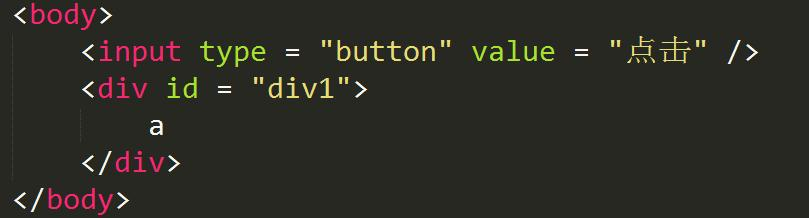 <body>
    <input type = "button" value = "点击" />
    <div id = "div1">
        a
    </div>
</body>